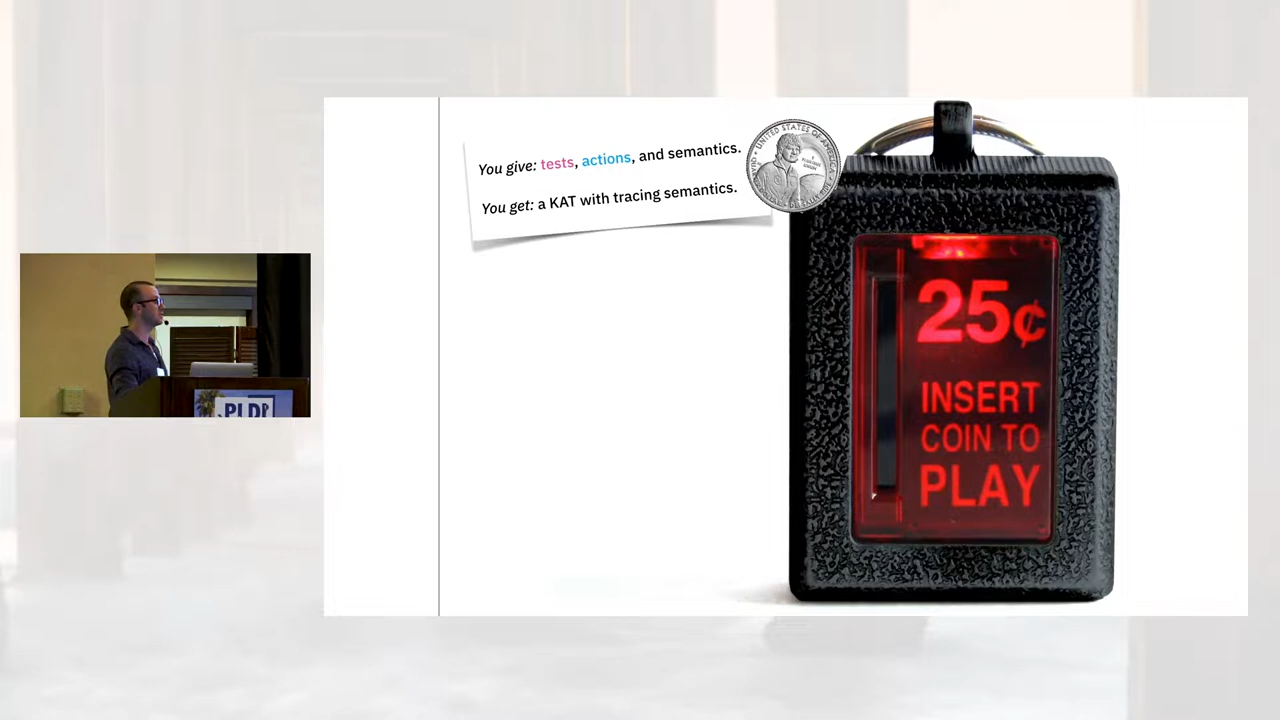 You give: tests, actions, and semantics.
You get: a KAT with tracing semantics.
UNITED STATES OF AMERICA
25¢
INSERT
COIN TO
PLAY
PLDI